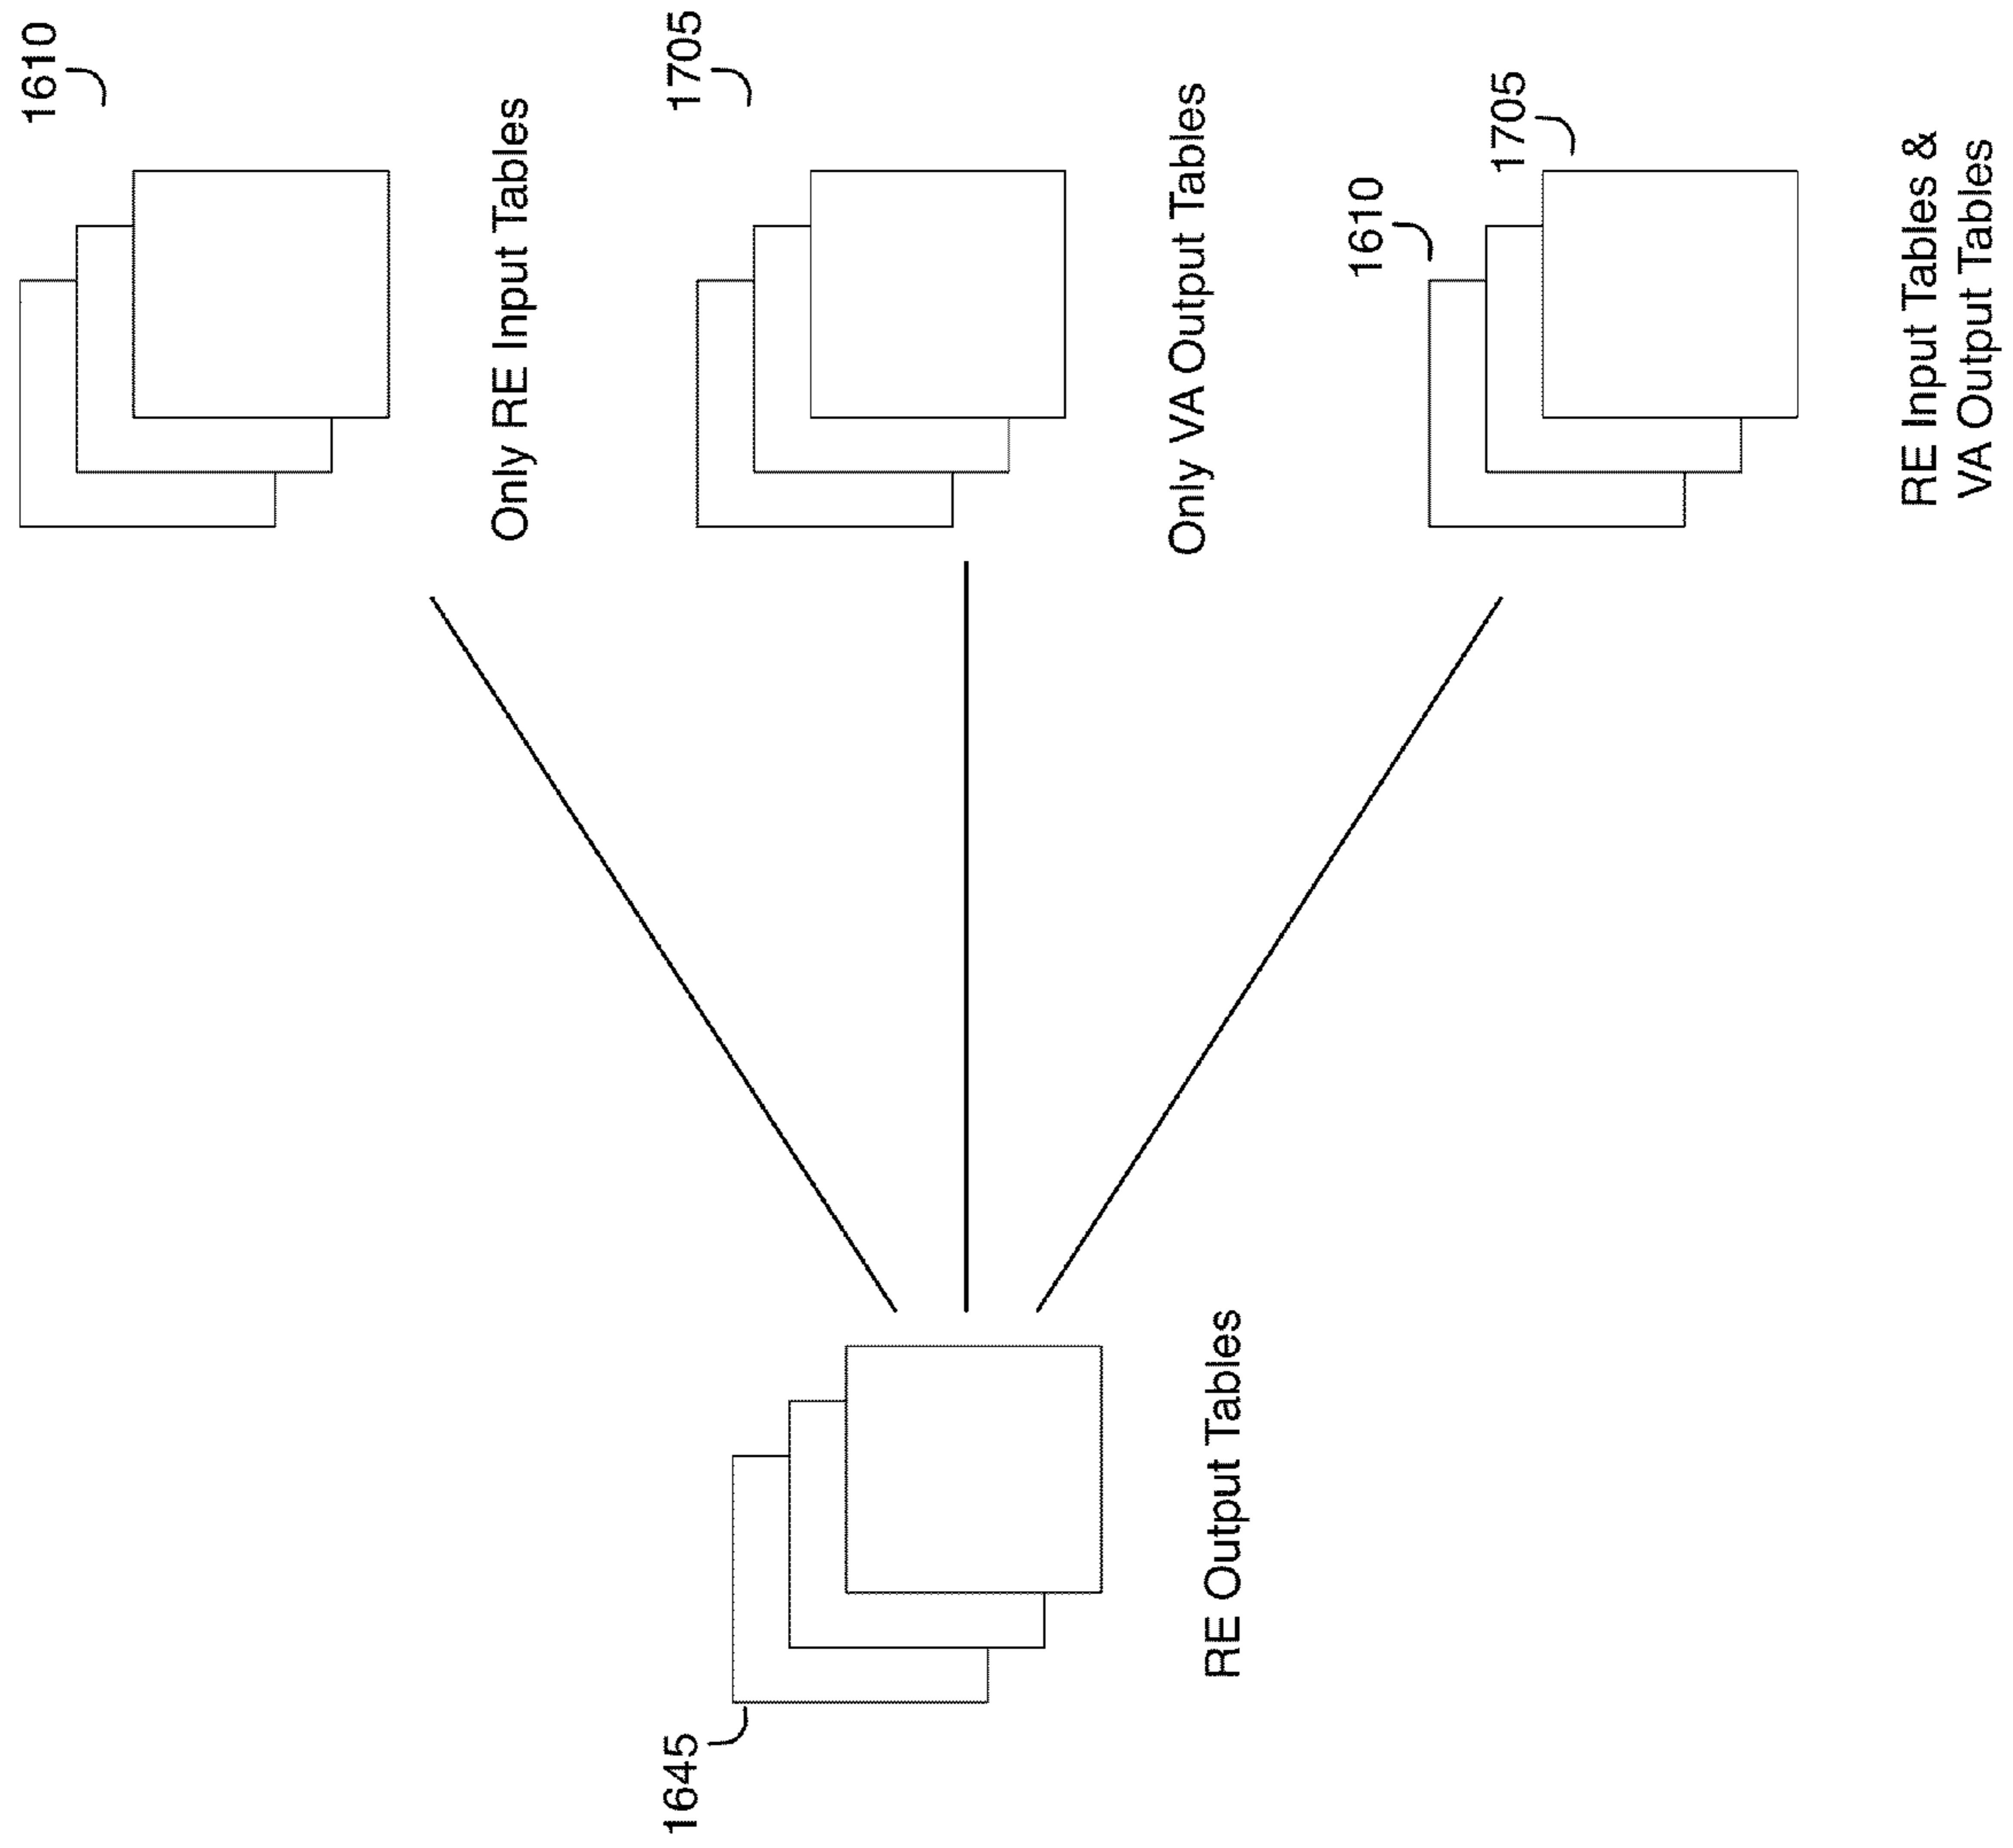 1610
Only RE Input Tables
1705
Only VA Output Tables
1610
1705
RE Input Tables &
VA Output Tables
1645
RE Output Tables